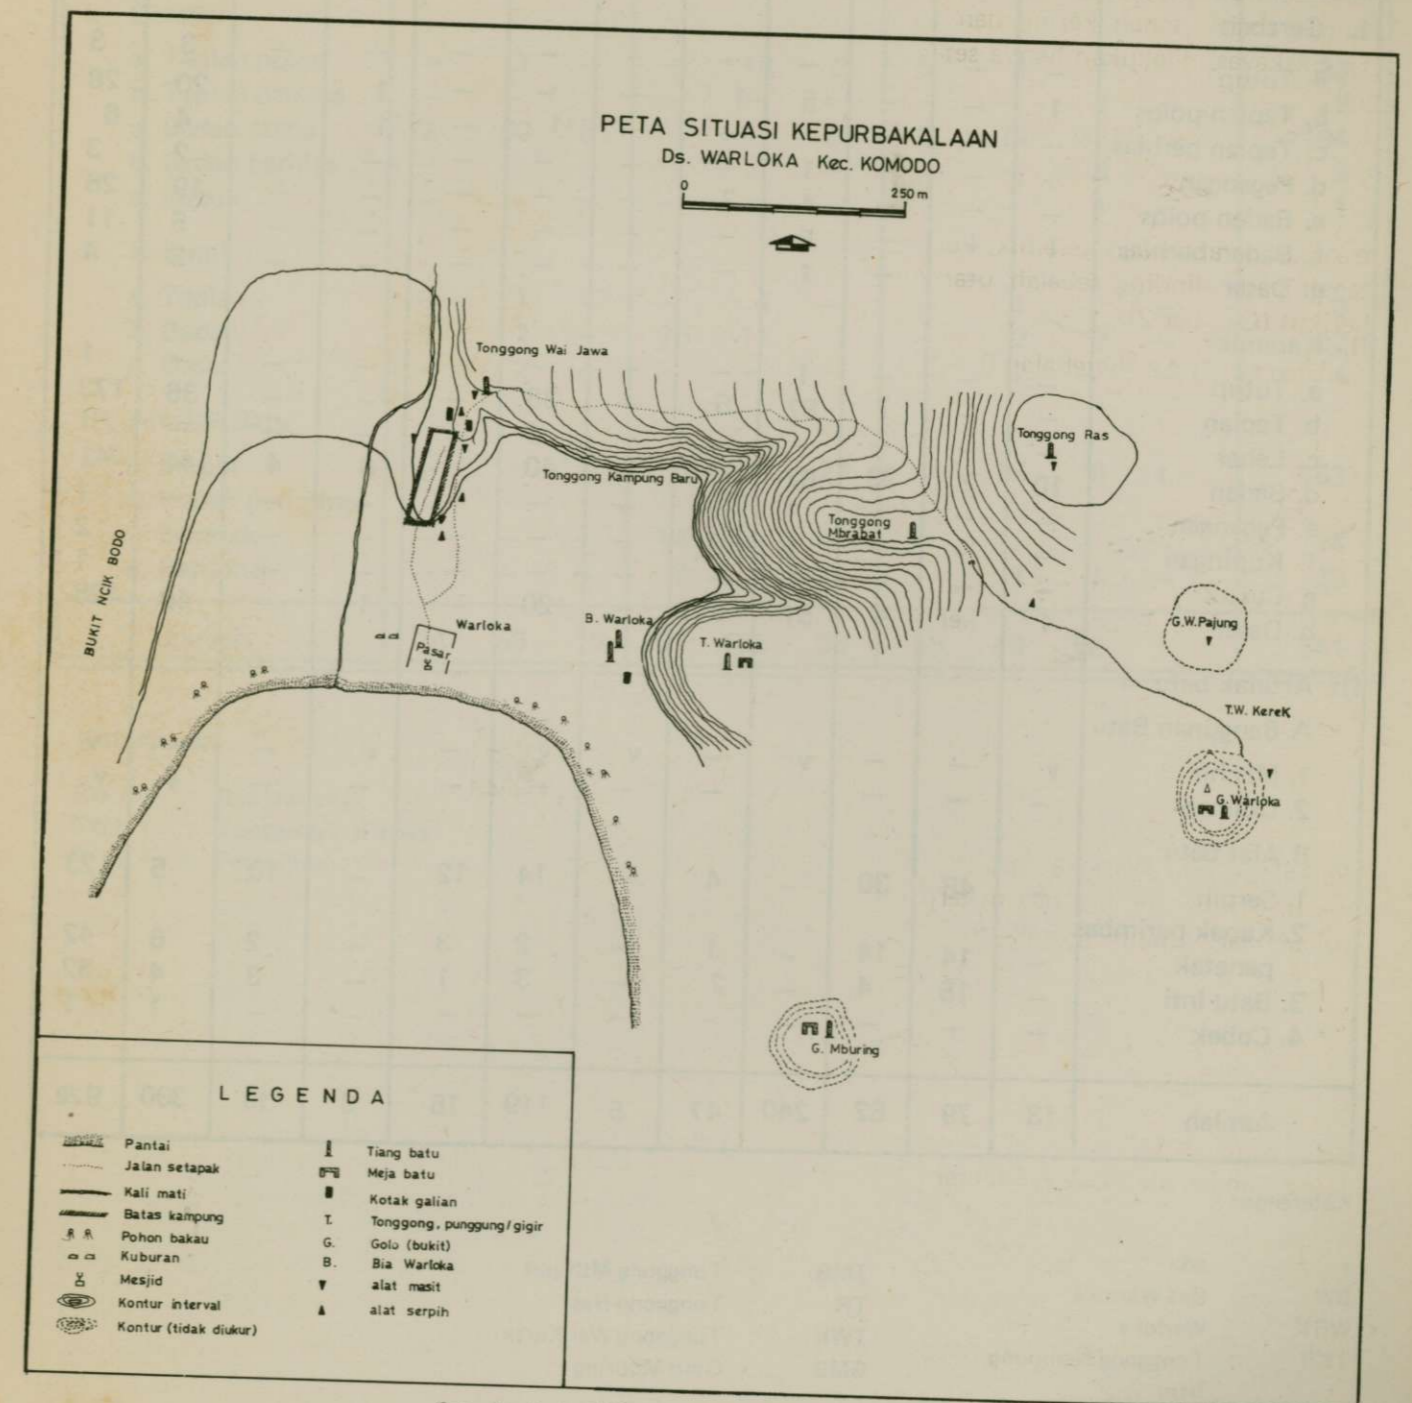 PETA SITUASI KEPURBAKALAAN
Ds. WARLOKA Kec. KOMODO
0 250 m
Tonggong Wai Jawa
Tonggong Ras
Tonggong Kampung Baru
Tonggong
Mbrabat
BUKIT NCIK BODO
Warloka
Pasar
B. Warloka
T. Warloka
G.W.Pajung
T.W. Kerek
G. Warloka
G. Mburing
LEGENDA
Pantai
Jalan setapak
Kali mati
Batas kampung
Pohon bakau
Kuburan
Mesjid
Kontur interval
Kontur (tidak diukur)
Tiang batu
Meja batu
Kotak galian
T. Tonggong, punggung/gigir
G. Golo (bukit)
B. Bia Warloka
alat masit
alat serpih